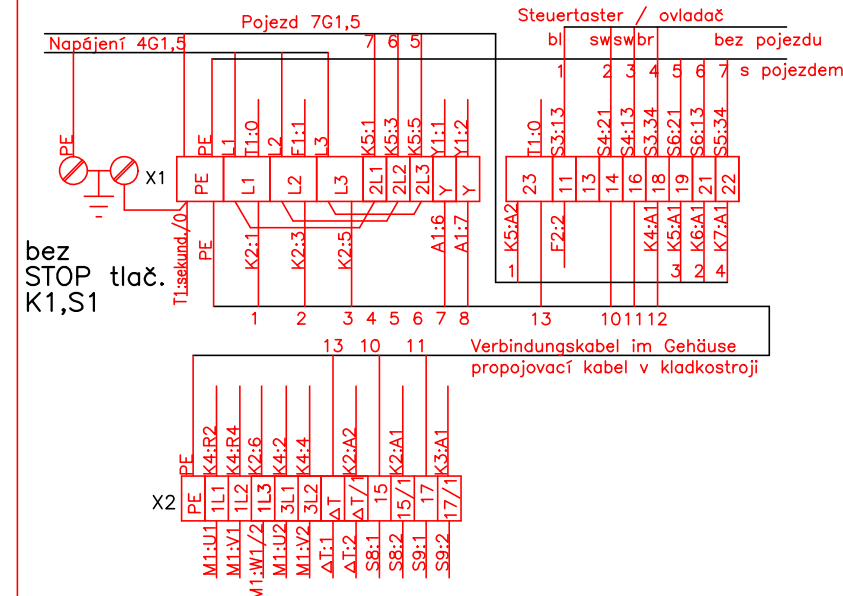 Pojezd 7G1,5
Steuertaster / ovladač
Napájení 4G1,5
7 6 5
bl sw sw br bez pojezdu
1 2 3 4 5 6 7 s pojezdem
PE PE L1 T1:0 L2 F1:1 L3 K5:1 K5:3 K5:5 Y1:1 Y1:2
T1:0 S3:13 S4:21 S4:13 S3.34 S6:21 S6:13 S5:34
X1 PE L1 L2 L3 2L1 2L2 2L3 Y Y
23 11 13 14 16 18 19 21 22
T1:sekund./0 PE K2:1 K2:3 K2:5 A1:6 A1:7
K5:A2 F2:2 K4:A1 K5:A1 K6:A1 K7:A1
1 3 2 4
bez
STOP tlač.
K1,S1
1 2 3 4 5 6 7 8 13 10 11 12
13 10 11 Verbindungskabel im Gehäuse
propojovací kabel v kladkostroji
PE K4:R2 K4:R4 K2:6 K4:2 K4:4 K2:A2 K2:A1 K3:A1
X2 PE 1L1 1L2 1L3 3L1 3L2 ΔT ΔT/1 15 15/1 17 17/1
M1:U1 M1:V1 M1:W1/2 M1:U2 M1:V2 ΔT:1 ΔT:2 S8:1 S8:2 S9:1 S9:2